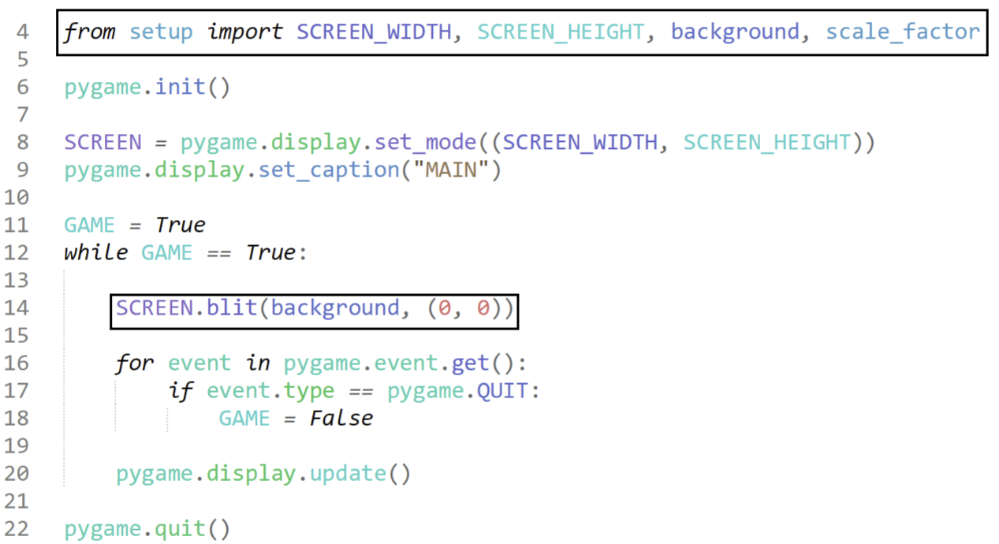 4 from setup import SCREEN_WIDTH, SCREEN_HEIGHT, background, scale_factor
5
6 pygame.init()
7
8 SCREEN = pygame.display.set_mode((SCREEN_WIDTH, SCREEN_HEIGHT))
9 pygame.display.set_caption("MAIN")
10
11 GAME = True
12 while GAME == True:
13
14     SCREEN.blit(background, (0, 0))
15
16     for event in pygame.event.get():
17         if event.type == pygame.QUIT:
18             GAME = False
19
20     pygame.display.update()
21
22 pygame.quit()